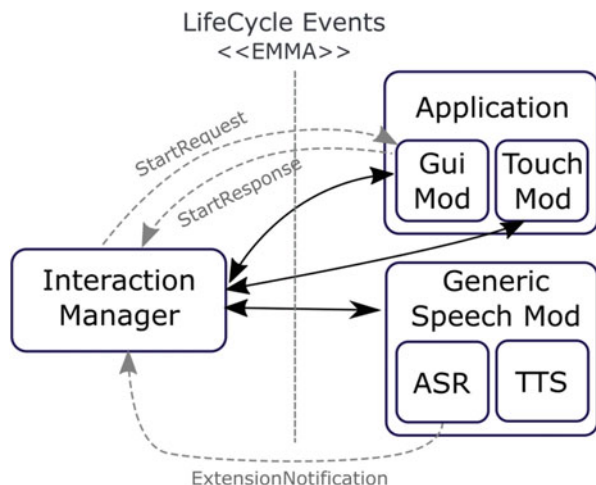 LifeCycle Events
<<EMMA>>
StartRequest
StartResponse
Application
Gui
Mod
Touch
Mod
Interaction
Manager
Generic
Speech Mod
ASR
TTS
ExtensionNotification